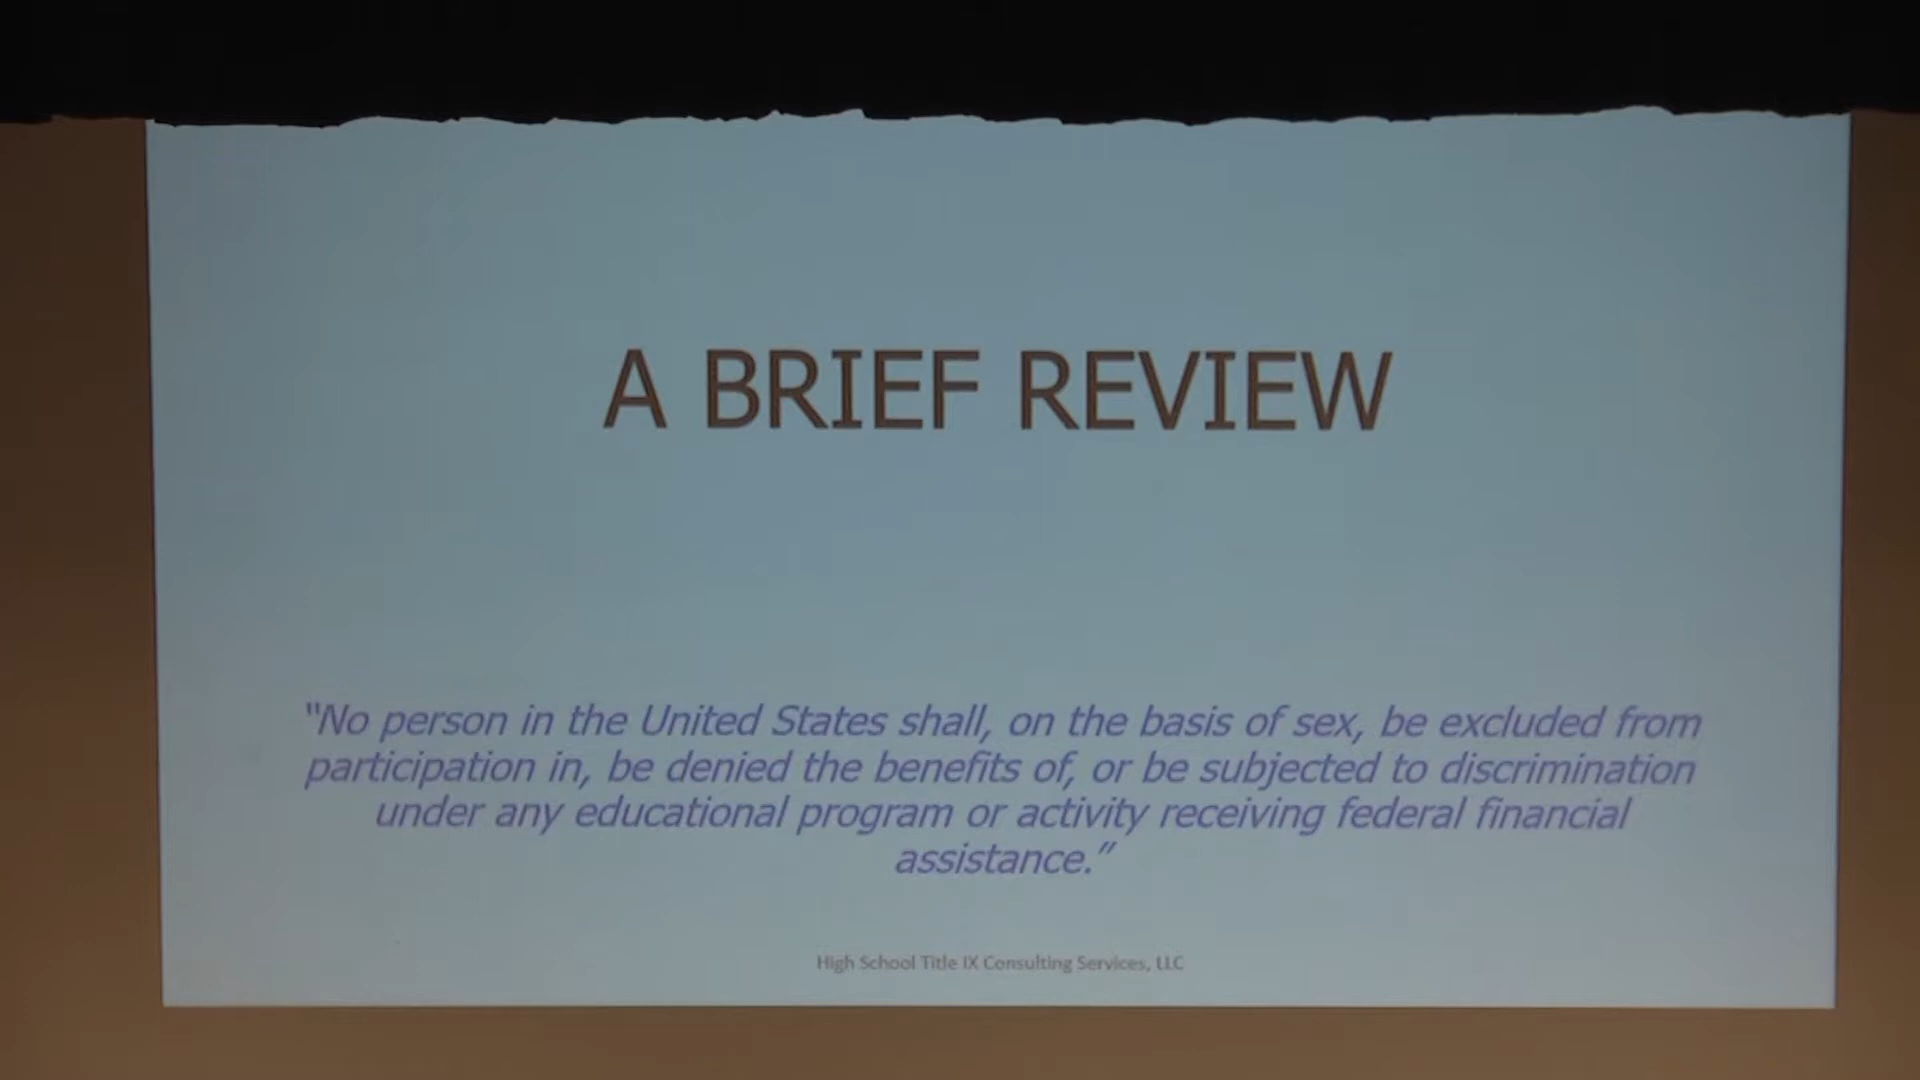 A BRIEF REVIEW
"No person in the United States shall, on the basis of sex, be excluded from
participation in, be denied the benefits of, or be subjected to discrimination
under any educational program or activity receiving federal financial
assistance.”
High School Title IX Consulting Services, LLC